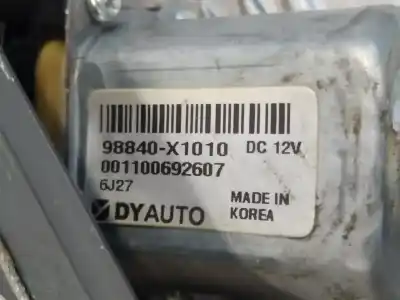 98840-X1010 DC 12V
001100692607
6J27
MADE IN
DYAUTO KOREA